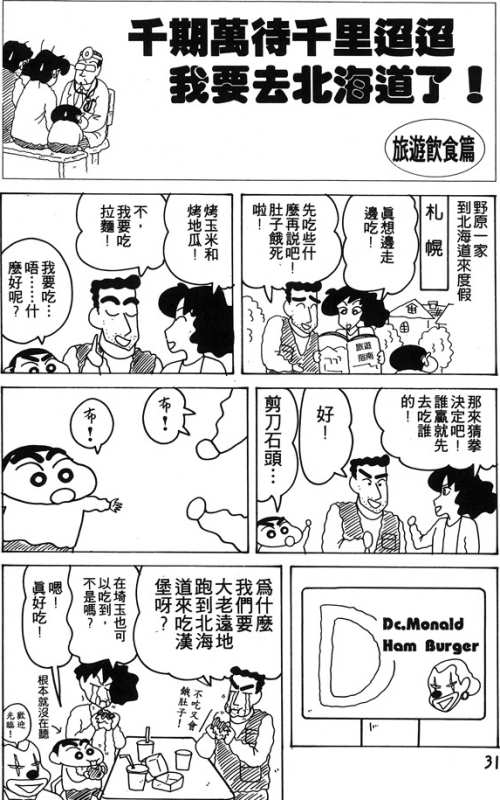 千期萬待千里迢迢
我要去北海道了！
旅遊飲食篇
野原一家
到北海道來度假
札幌
真想邊走
邊吃！
旅遊
指南
先吃些什
麼再說吧！
肚子餓死
啦！
烤玉米和
烤地瓜！
不，
我要吃
拉麵！
我要吃…
唔……什
麼好呢？
那來猜拳
決定吧！
誰贏就先
去吃誰
的！
好！
剪刀石頭…
布！
布！
Dc.Monald
Ham Burger
為什麼
我們要
大老遠地
跑到北海
道來吃漢
堡呀？
不吃又會
餓肚子！
在埼玉也可
以吃到，
不是嗎？
嗯！
真好吃！
根本就沒在聽
歡迎
光臨！
31